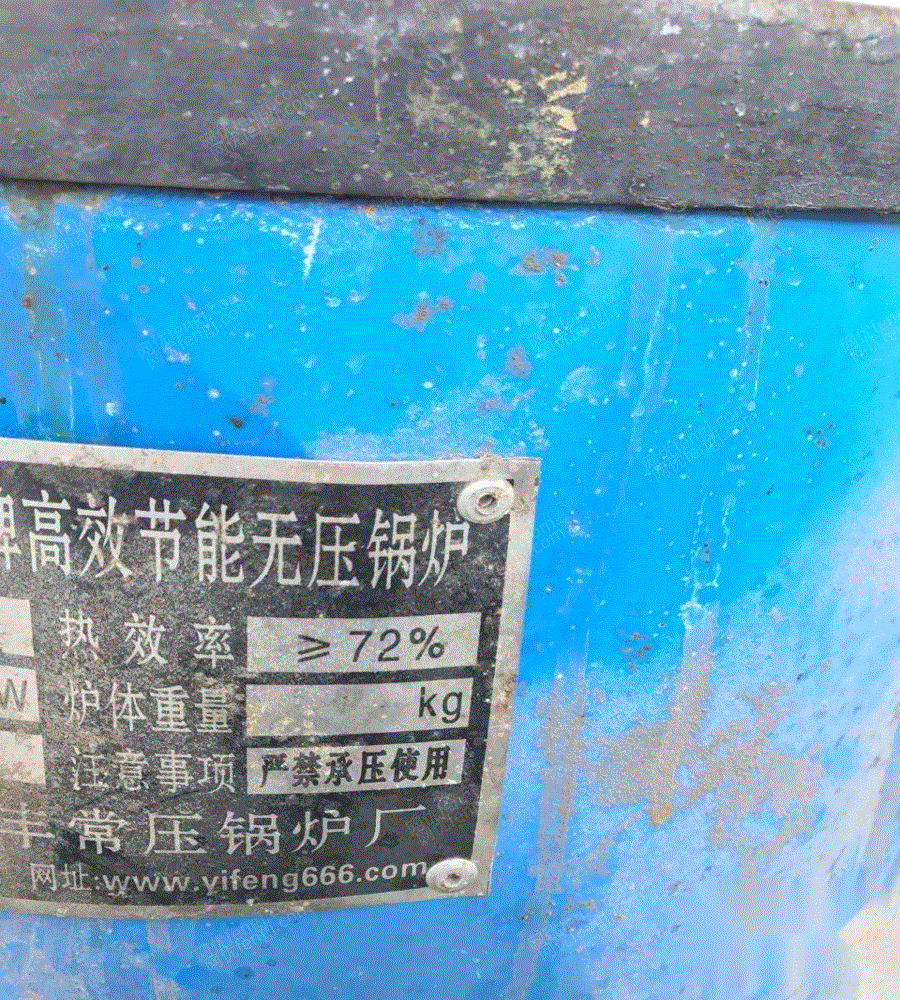 牌高效节能无压锅炉
热效率 ≥72%
W 炉体重量 kg
注意事项 严禁承压使用
丰常压锅炉厂
网址:www.yifeng666.com